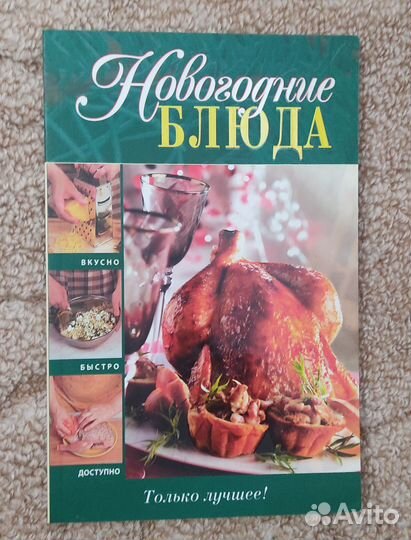 Новогодние
БЛЮДА
ВКУСНО
БЫСТРО
ДОСТУПНО
Только лучшее!
Avito